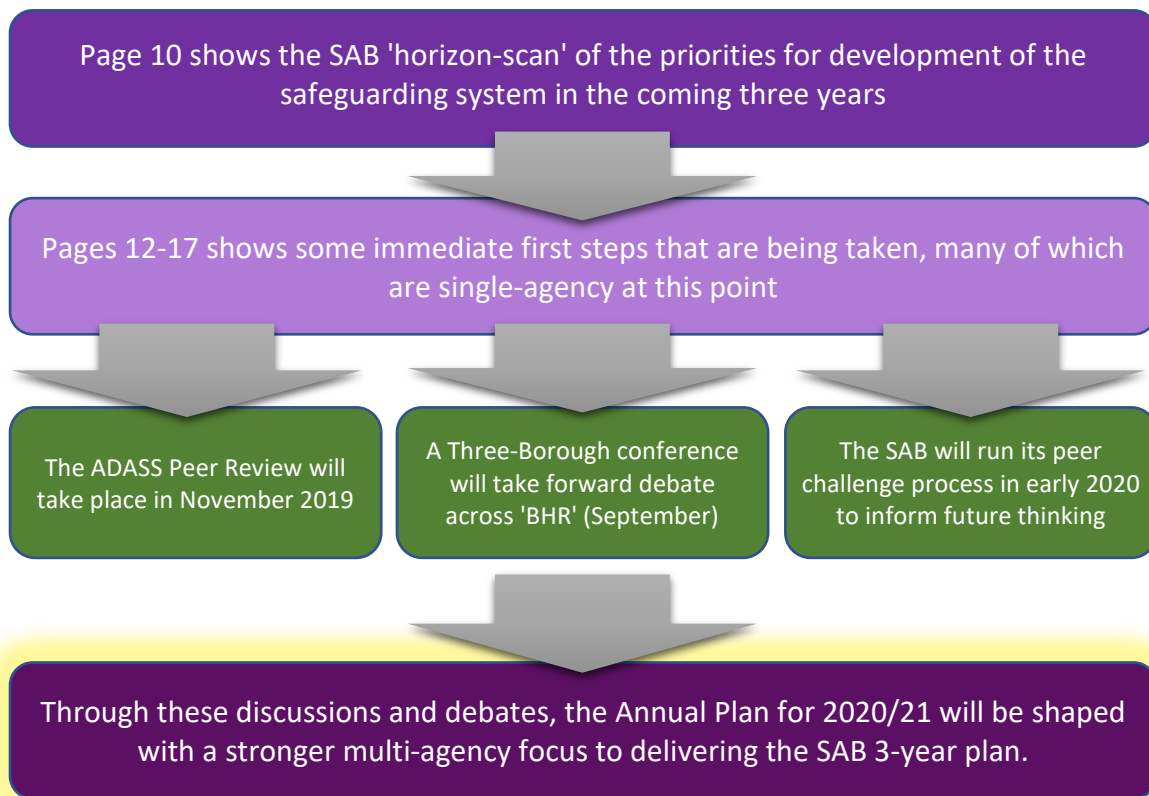 Page 10 shows the SAB 'horizon-scan' of the priorities for development of the
safeguarding system in the coming three years
Pages 12-17 shows some immediate first steps that are being taken, many of which
are single-agency at this point
The ADASS Peer Review will
take place in November 2019
A Three-Borough conference
will take forward debate
across 'BHR' (September)
The SAB will run its peer
challenge process in early 2020
to inform future thinking
Through these discussions and debates, the Annual Plan for 2020/21 will be shaped
with a stronger multi-agency focus to delivering the SAB 3-year plan.